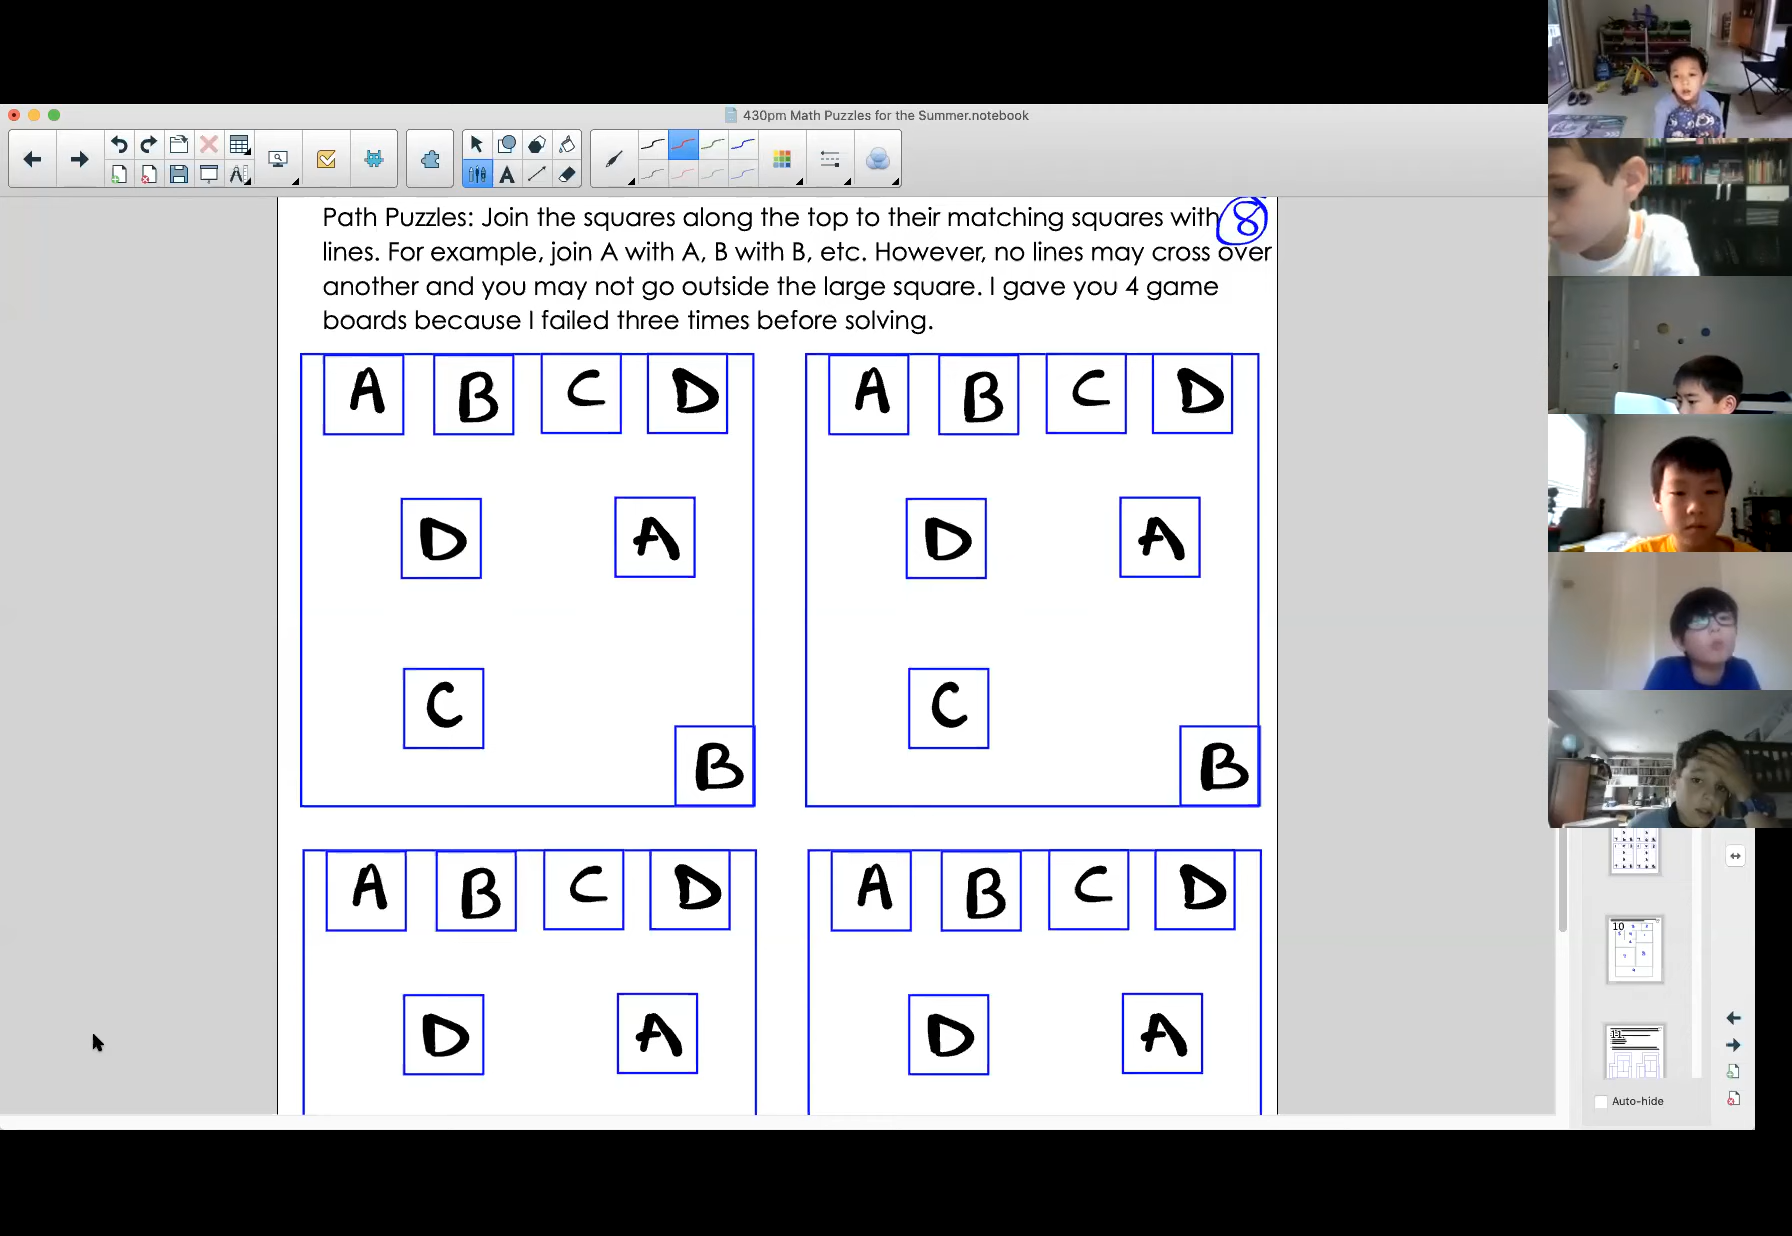 430pm Math Puzzles for the Summer.notebook
A
Path Puzzles: Join the squares along the top to their matching squares with 8
lines. For example, join A with A, B with B, etc. However, no lines may cross over
another and you may not go outside the large square. I gave you 4 game
boards because I failed three times before solving.
A B C D A B C D
D A D A
C C
B B
A B C D A B C D
D A D A
10
11
Auto-hide